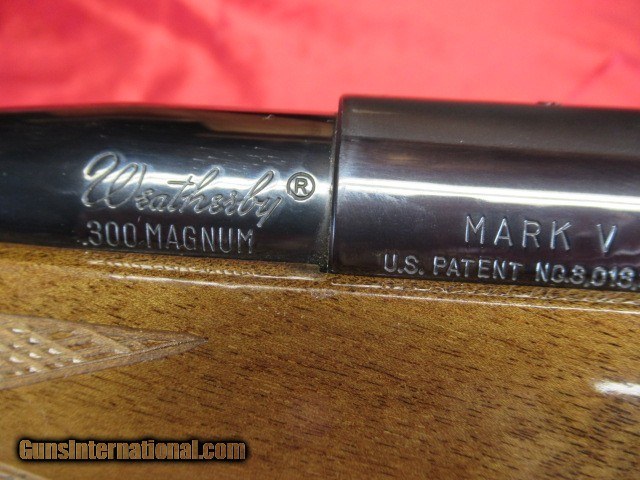 Weatherby®
.300 MAGNUM
MARK V
U.S. PATENT NO.3,013,
GunsInternational.com